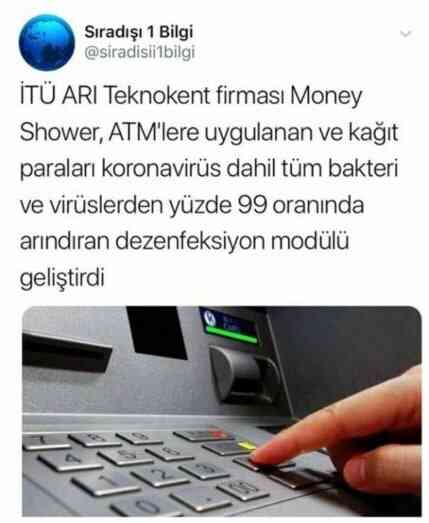 Sıradışı 1 Bilgi
@siradisii1bilgi
İTÜ ARI Teknokent firması Money
Shower, ATM'lere uygulanan ve kağıt
paraları koronavirüs dahil tüm bakteri
ve virüslerden yüzde 99 oranında
arındıran dezenfeksiyon modülü
geliştirdi